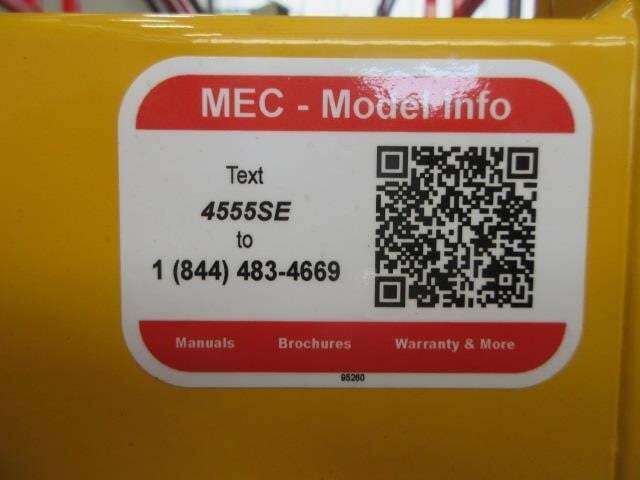 MEC - Model Info
Text
4555SE
to
1 (844) 483-4669
Manuals Brochures Warranty & More
95260